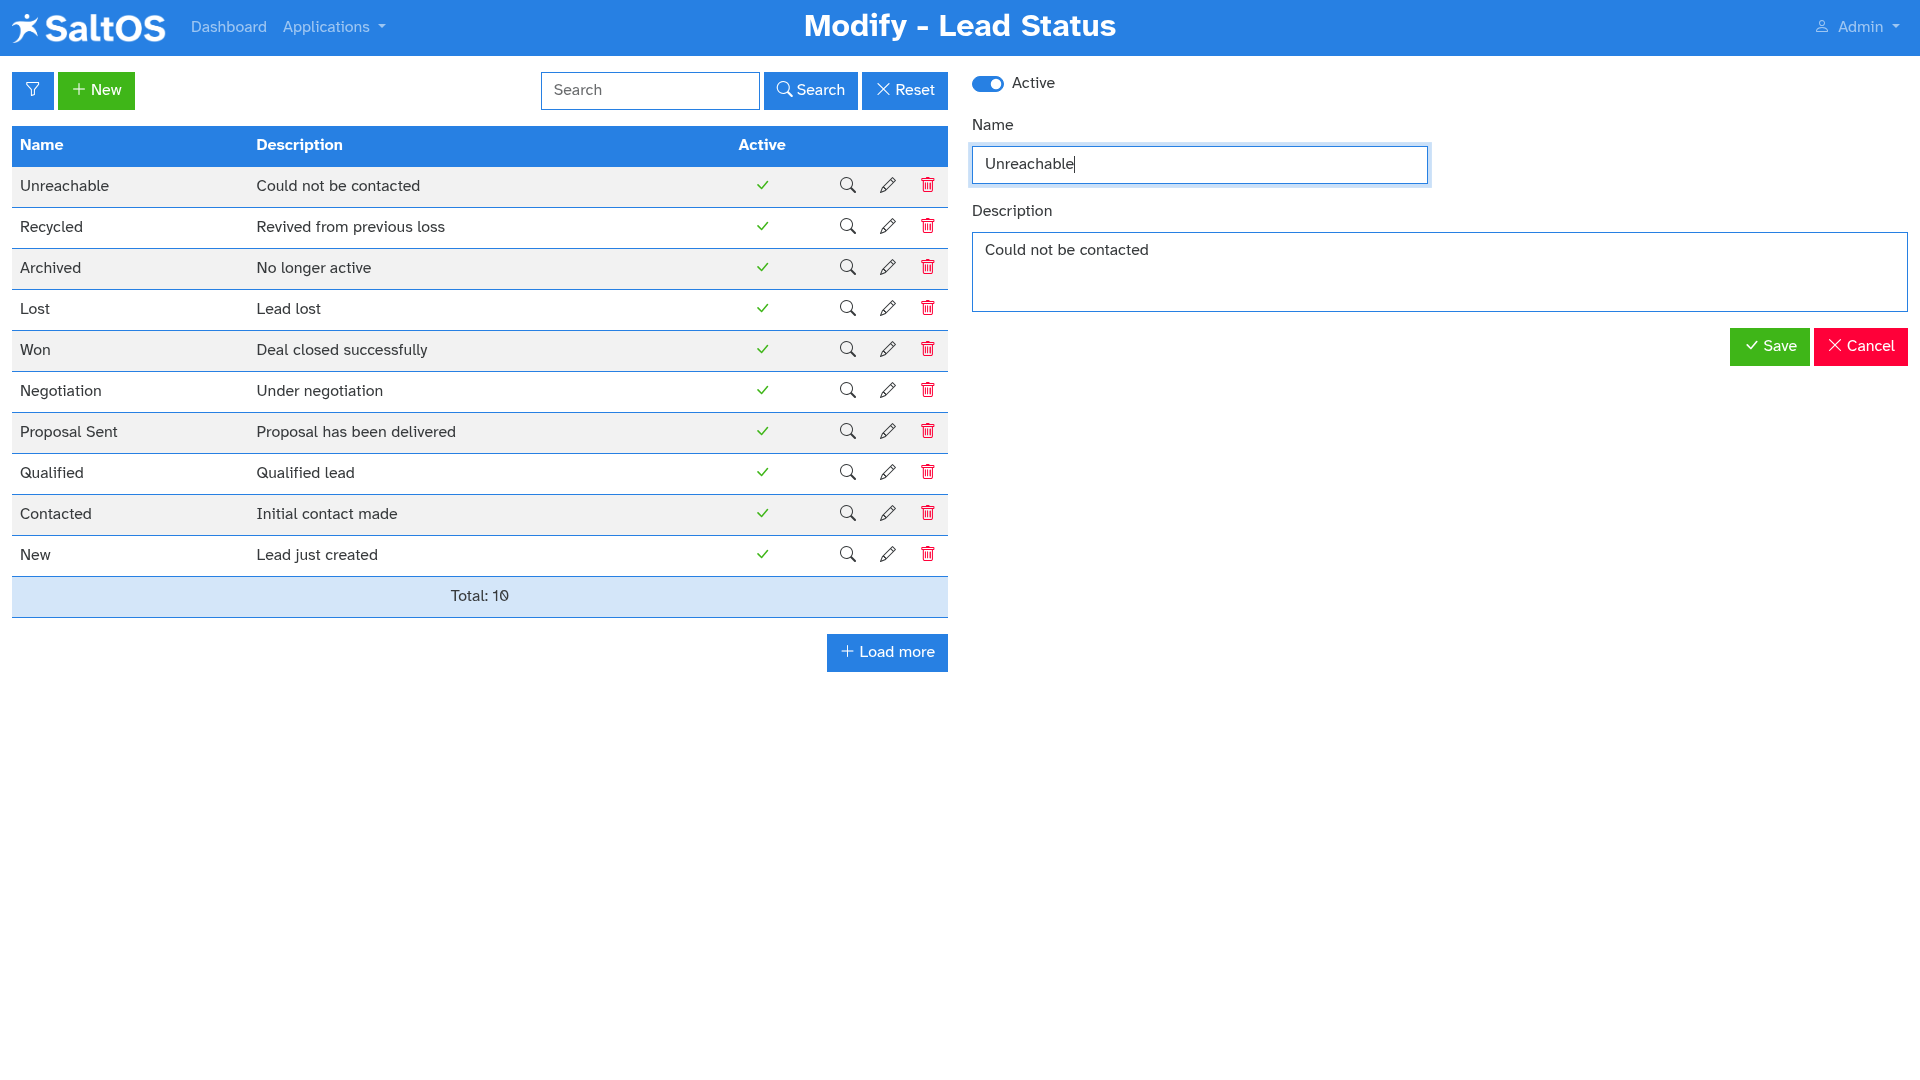 SaltOS Dashboard Applications Modify - Lead Status Admin
New Search Search Reset
Name Description Active
Unreachable Could not be contacted
Recycled Revived from previous loss
Archived No longer active
Lost Lead lost
Won Deal closed successfully
Negotiation Under negotiation
Proposal Sent Proposal has been delivered
Qualified Qualified lead
Contacted Initial contact made
New Lead just created
Total: 10
Load more
Active
Name
Unreachable
Description
Could not be contacted
Save Cancel